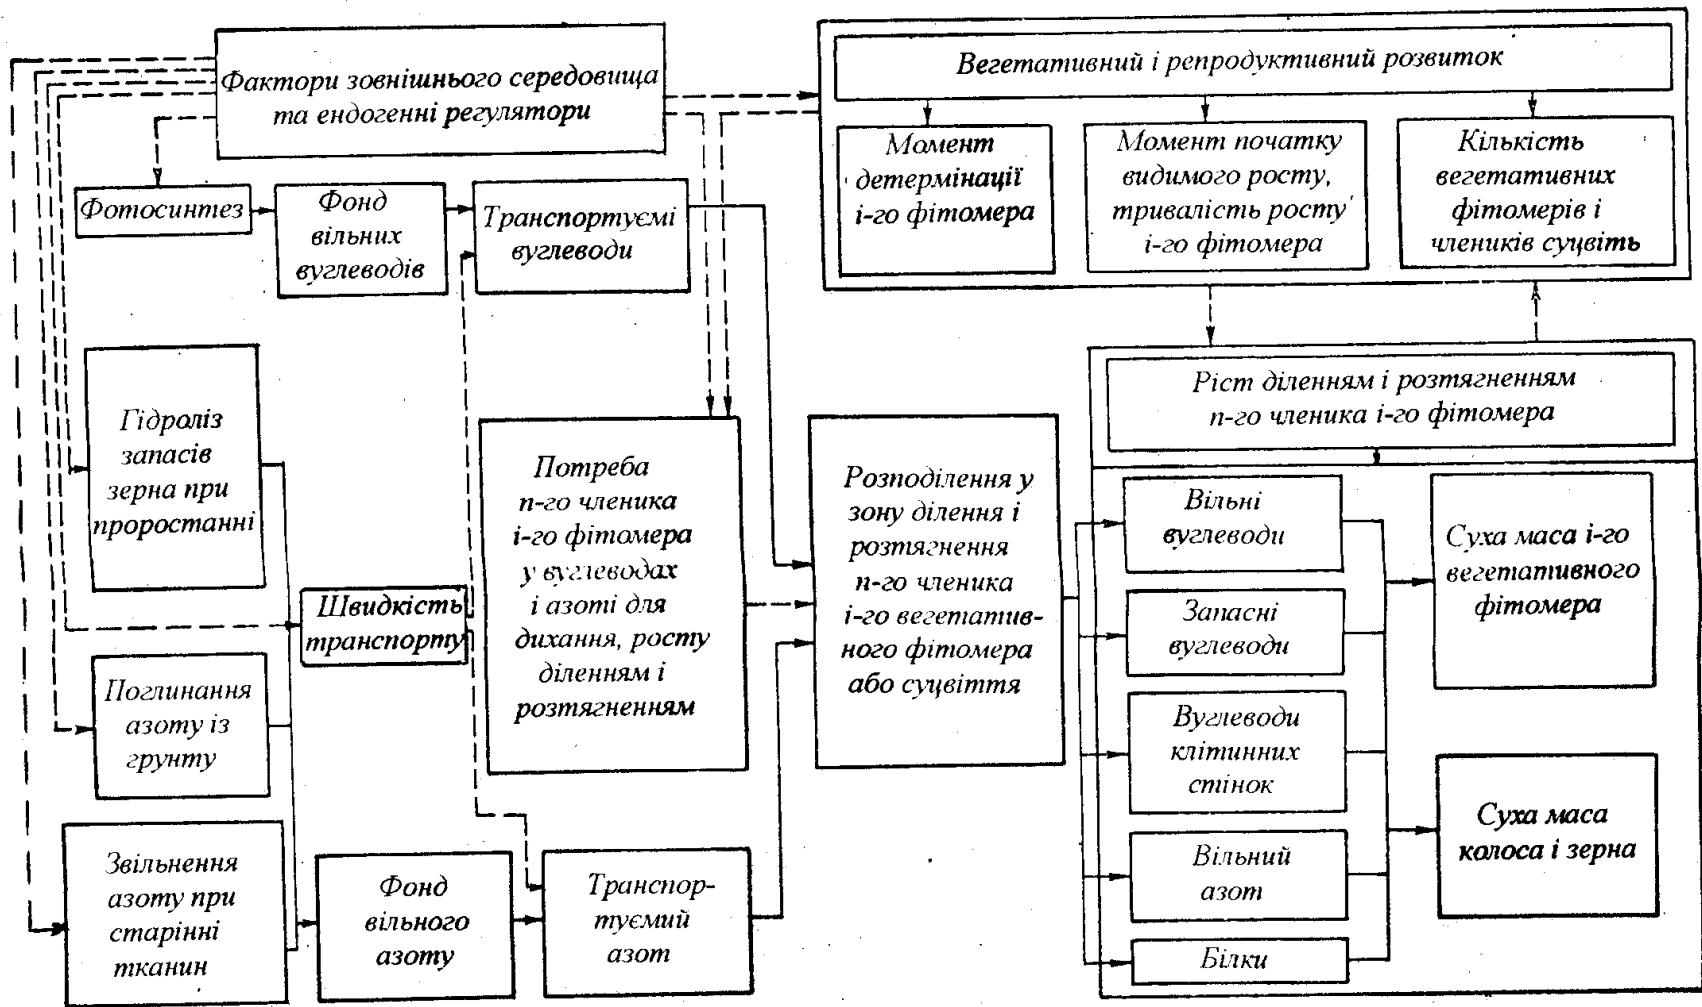 Фактори зовнішнього середовища
та ендогенні регулятори
Вегетативний і репродуктивний розвиток
Момент
детермінації
і-го фітомера
Момент початку
видимого росту,
тривалість росту
і-го фітомера
Кількість
вегетативних
фітомерів і
члеників суцвіть
Фотосинтез
Фонд
вільних
вуглеводів
Транспортуємі
вуглеводи
Ріст діленням і розтягненням
п-го членика і-го фітомера
Гідроліз
запасів
зерна при
проростанні
Потреба
п-го членика
і-го фітомера
у вуглеводах
і азоті для
дихання, росту
діленням і
розтягненням
Розподілення у
зону ділення і
розтягнення
п-го членика
і-го вегетатив-
ного фітомера
або суцвіття
Вільні
вуглеводи
Суха маса і-го
вегетативного
фітомера
Швидкість
транспорту
Запасні
вуглеводи
Поглинання
азоту із
грунту
Вуглеводи
клітинних
стінок
Суха маса
колоса і зерна
Звільнення
азоту при
старінні
тканин
Фонд
вільного
азоту
Транспор-
туємий
азот
Вільний
азот
Білки